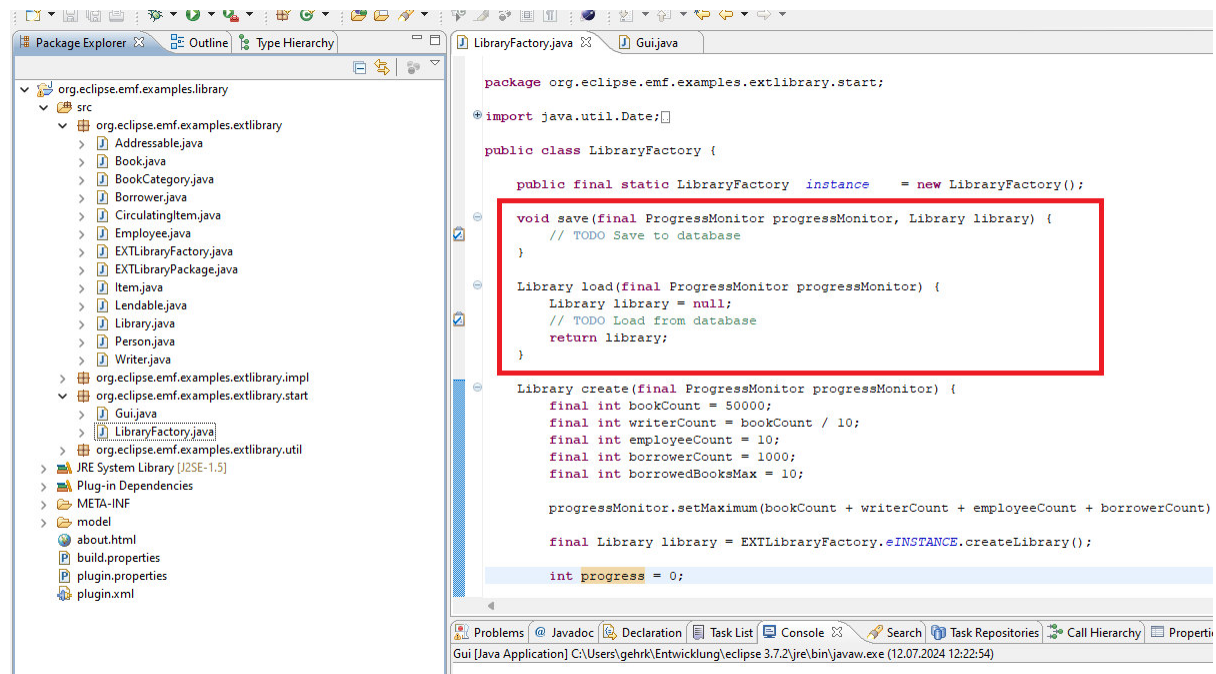 Package Explorer Outline Type Hierarchy
org.eclipse.emf.examples.library
src
org.eclipse.emf.examples.extlibrary
Addressable.java
Book.java
BookCategory.java
Borrower.java
CirculatingItem.java
Employee.java
EXTLibraryFactory.java
EXTLibraryPackage.java
Item.java
Lendable.java
Library.java
Person.java
Writer.java
org.eclipse.emf.examples.extlibrary.impl
org.eclipse.emf.examples.extlibrary.start
Gui.java
LibraryFactory.java
org.eclipse.emf.examples.extlibrary.util
JRE System Library [J2SE-1.5]
Plug-in Dependencies
META-INF
model
about.html
build.properties
plugin.properties
plugin.xml
LibraryFactory.java Gui.java
package org.eclipse.emf.examples.extlibrary.start;
import java.util.Date;
public class LibraryFactory {
public final static LibraryFactory instance = new LibraryFactory();
void save(final ProgressMonitor progressMonitor, Library library) {
// TODO Save to database
}
Library load(final ProgressMonitor progressMonitor) {
Library library = null;
// TODO Load from database
return library;
}
Library create(final ProgressMonitor progressMonitor) {
final int bookCount = 50000;
final int writerCount = bookCount / 10;
final int employeeCount = 10;
final int borrowerCount = 1000;
final int borrowedBooksMax = 10;
progressMonitor.setMaximum(bookCount + writerCount + employeeCount + borrowerCount)
final Library library = EXTLibraryFactory.eINSTANCE.createLibrary();
int progress = 0;
Problems @ Javadoc Declaration Task List Console Search Task Repositories Call Hierarchy Properti
Gui [Java Application] C:\Users\gehrk\Entwicklung\eclipse 3.7.2\jre\bin\javaw.exe (12.07.2024 12:22:54)